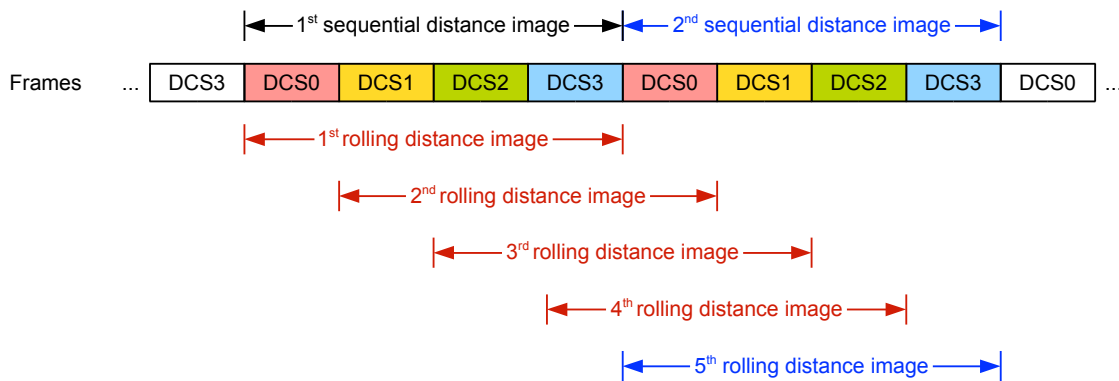 1st sequential distance image 2nd sequential distance image
Frames ... DCS3 DCS0 DCS1 DCS2 DCS3 DCS0 DCS1 DCS2 DCS3 DCS0 ...
1st rolling distance image
2nd rolling distance image
3rd rolling distance image
4th rolling distance image
5th rolling distance image